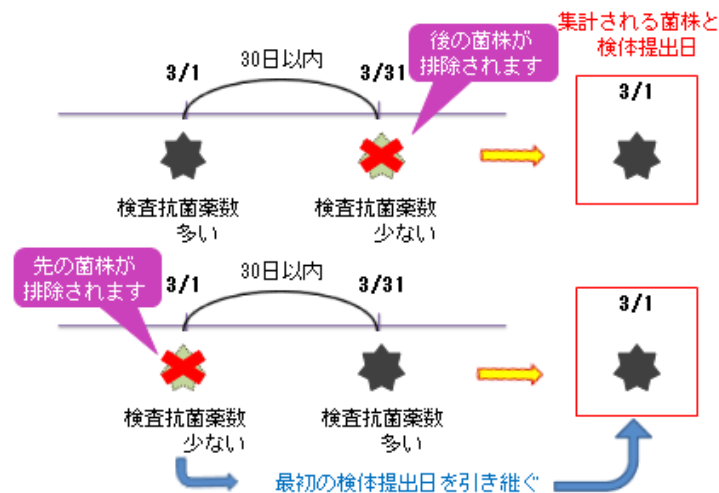 集計される菌株と
検体提出日
後の菌株が
排除されます
3/1
30日以内
3/31
3/1
検査抗菌薬数
多い
検査抗菌薬数
少ない
先の菌株が
排除されます
3/1
30日以内
3/31
3/1
検査抗菌薬数
少ない
検査抗菌薬数
多い
最初の検体提出日を引き継ぐ